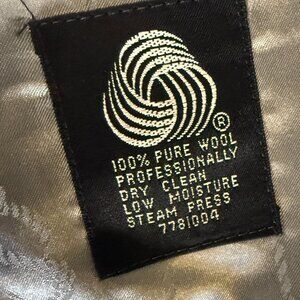 ®
100% PURE WOOL
PROFESSIONALLY
DRY CLEAN
LOW MOISTURE
STEAM PRESS
7781004